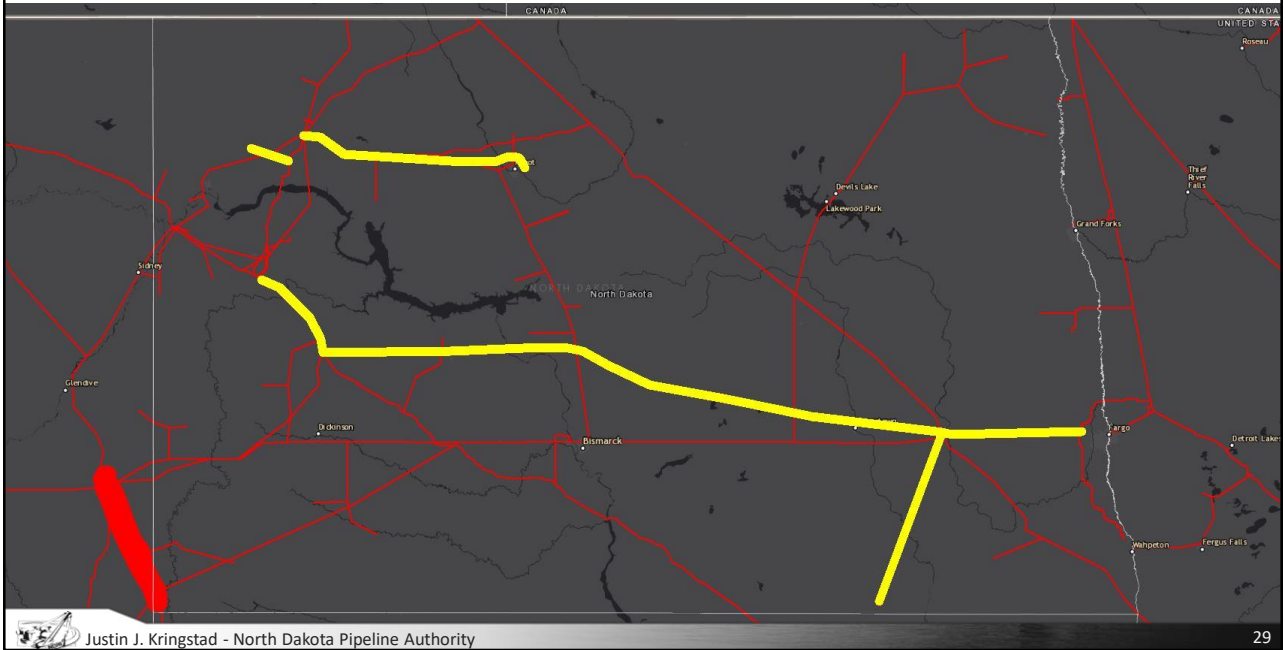 CANADA
CANADA
UNITED STA
Roseau
Thief
River
Falls
Devils Lake
Lakewood Park
Grand Forks
Sidney
NORTH DAKOTA
North Dakota
Glendive
Dickinson
Bismarck
Fargo
Detroit Lakes
Wahpeton
Fergus Falls
Justin J. Kringstad - North Dakota Pipeline Authority
29